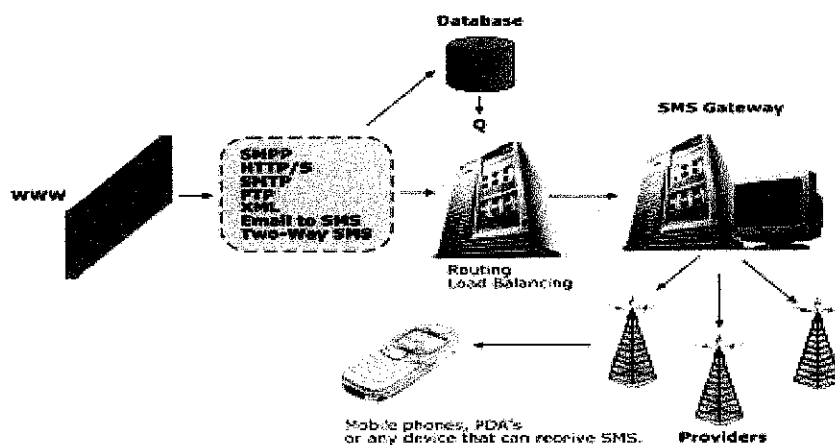 Database
SMS Gateway
Q
SMPP
HTTP/S
SMTP
FTP
XML
Email to SMS
Two-Way SMS
WWW
Routing
Load Balancing
Mobile phones, PDA's
or any device that can receive SMS.
Providers